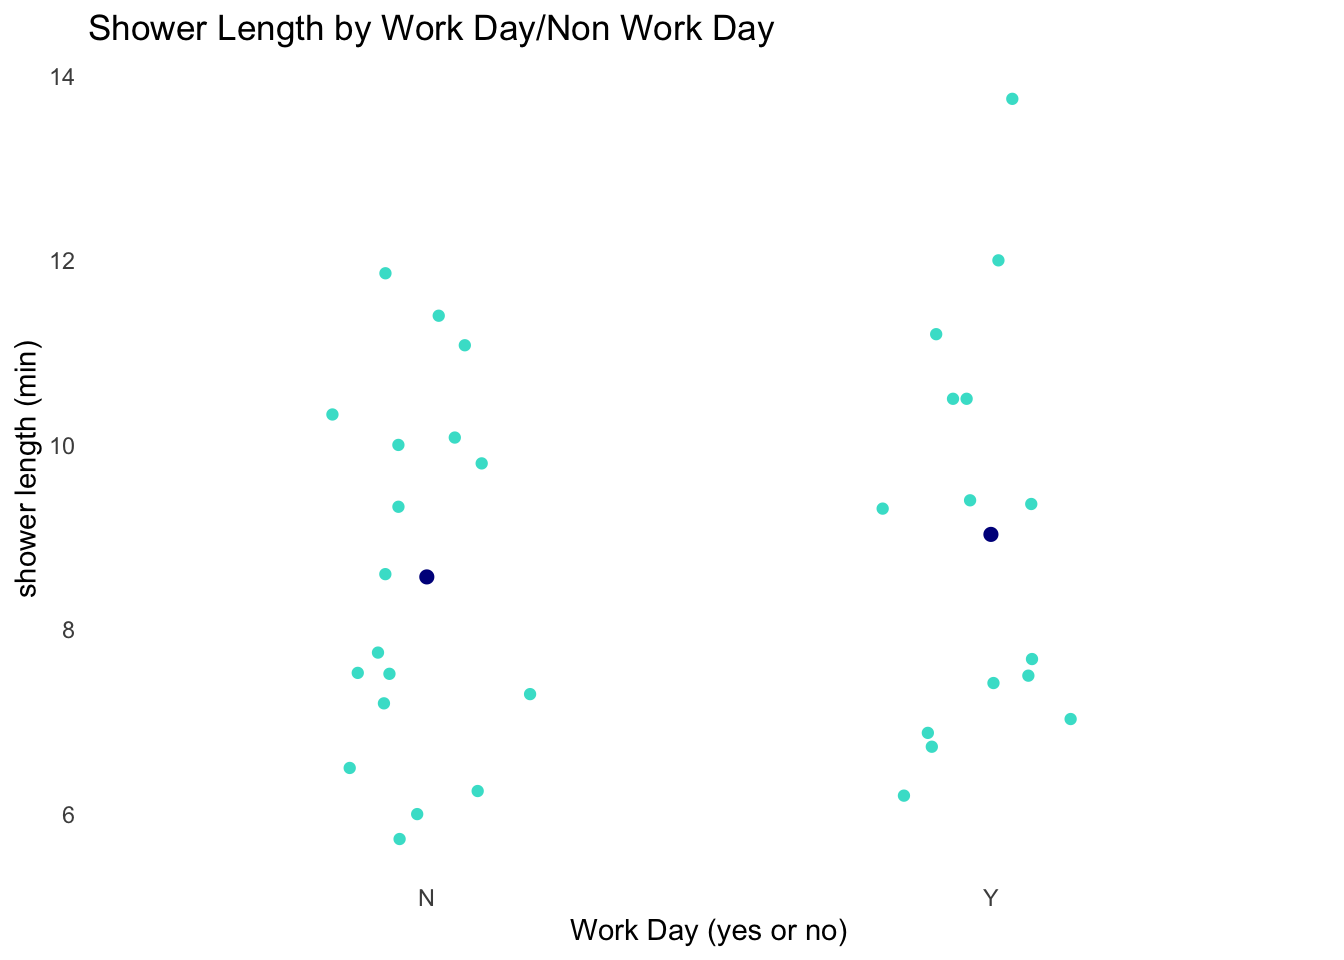 Shower Length by Work Day/Non Work Day
14
12
10
8
6
shower length (min)
N
Y
Work Day (yes or no)